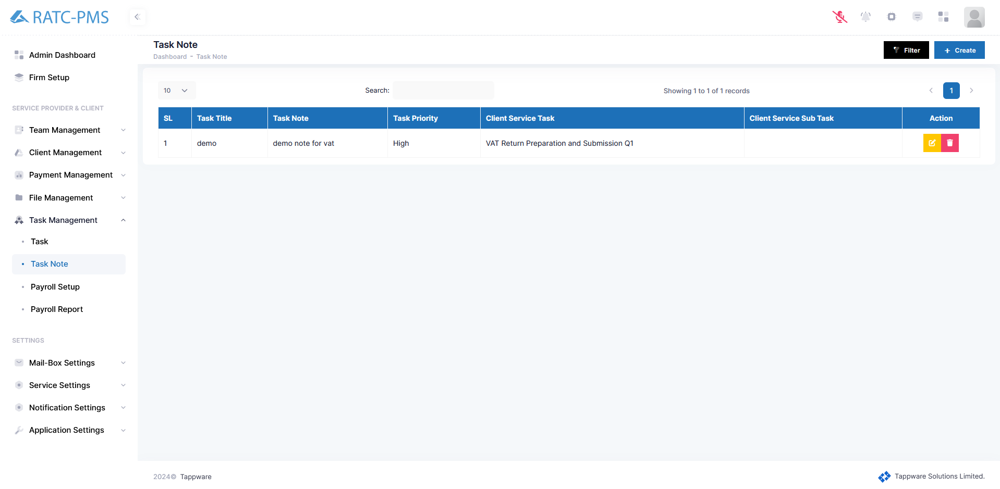 RATC-PMS
Admin Dashboard
Firm Setup
SERVICE PROVIDER & CLIENT
Team Management
Client Management
Payment Management
File Management
Task Management
Task
Task Note
Payroll Setup
Payroll Report
SETTINGS
Mail-Box Settings
Service Settings
Notification Settings
Application Settings
Task Note
Dashboard - Task Note
Filter
+ Create
10
Search:
Showing 1 to 1 of 1 records
1
SL Task Title Task Note Task Priority Client Service Task Client Service Sub Task Action
1 demo demo note for vat High VAT Return Preparation and Submission Q1
2024© Tappware
Tappware Solutions Limited.